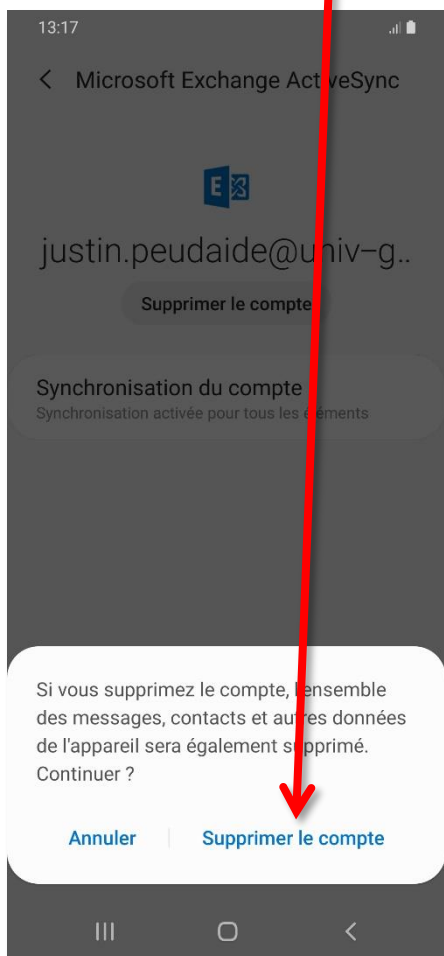 13:17
Microsoft Exchange ActiveSync
justin.peudaide@univ-g..
Supprimer le compte
Synchronisation du compte
Synchronisation activée pour tous les éléments
Si vous supprimez le compte, l'ensemble
des messages, contacts et autres données
de l'appareil sera également supprimé.
Continuer ?
Annuler
Supprimer le compte